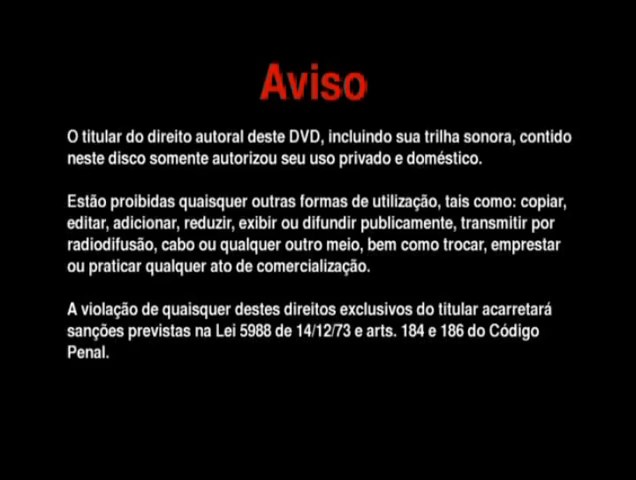 Aviso
O titular do direito autoral deste DVD, incluindo sua trilha sonora, contido
neste disco somente autorizou seu uso privado e doméstico.
Estão proibidas quaisquer outras formas de utilização, tais como: copiar,
editar, adicionar, reduzir, exibir ou difundir publicamente, transmitir por
radiodifusão, cabo ou qualquer outro meio, bem como trocar, emprestar
ou praticar qualquer ato de comercialização.
A violação de quaisquer destes direitos exclusivos do titular acarretará
sanções previstas na Lei 5988 de 14/12/73 e arts. 184 e 186 do Código
Penal.